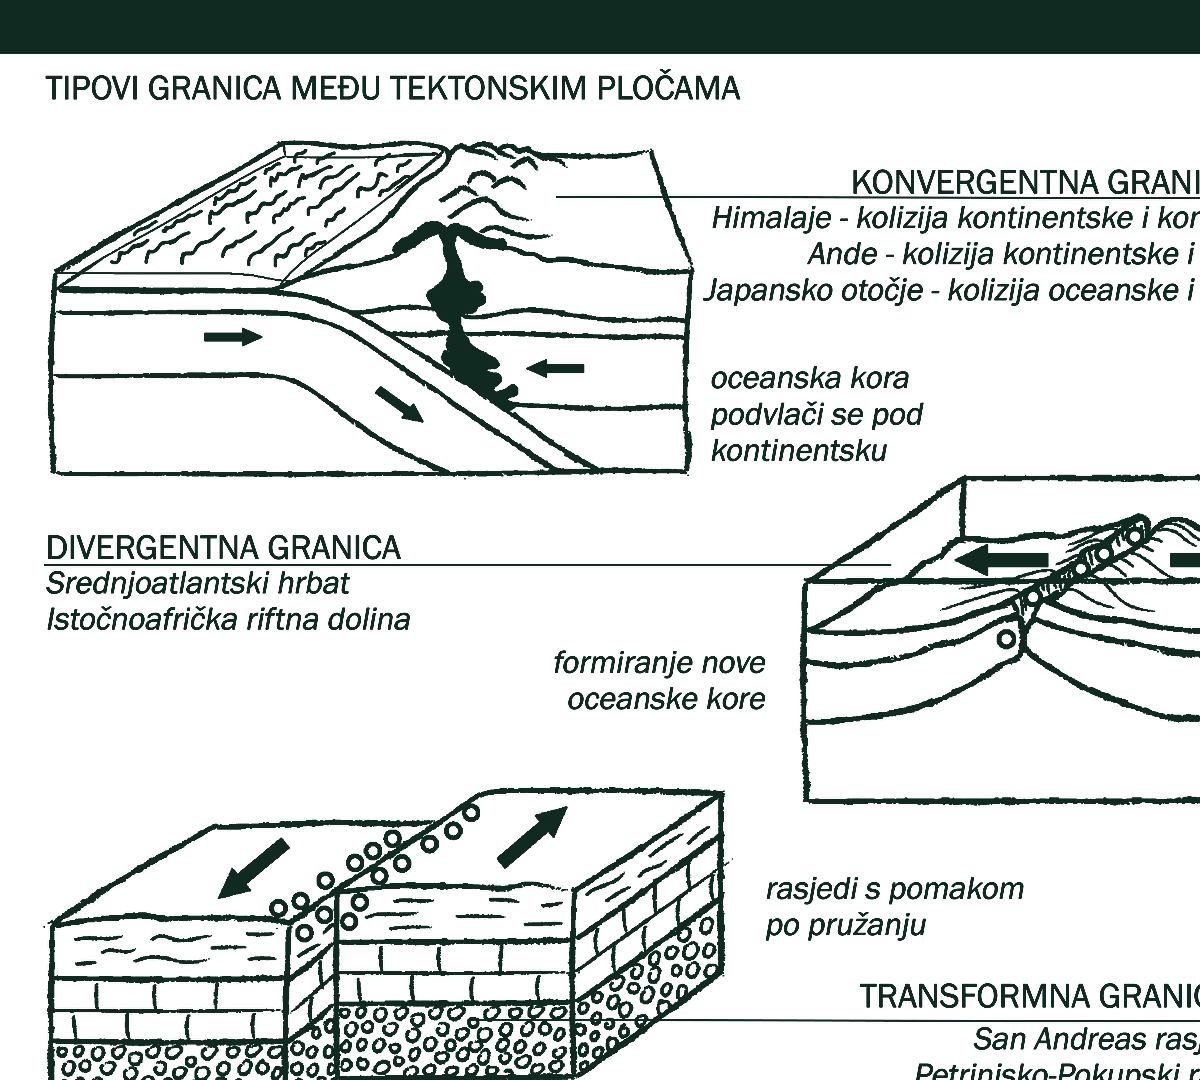 TIPOVI GRANICA MEĐU TEKTONSKIM PLOČAMA
KONVERGENTNA GRANI
Himalaje - kolizija kontinentske i kon
Ande - kolizija kontinentske i
Japansko otočje - kolizija oceanske i
oceanska kora
podvlači se pod
kontinentsku
DIVERGENTNA GRANICA
Srednjoatlantski hrbat
Istočnoafrička riftna dolina
formiranje nove
oceanske kore
rasjedi s pomakom
po pružanju
TRANSFORMNA GRANIC
San Andreas rasj
Petrinjsko-Pokupski